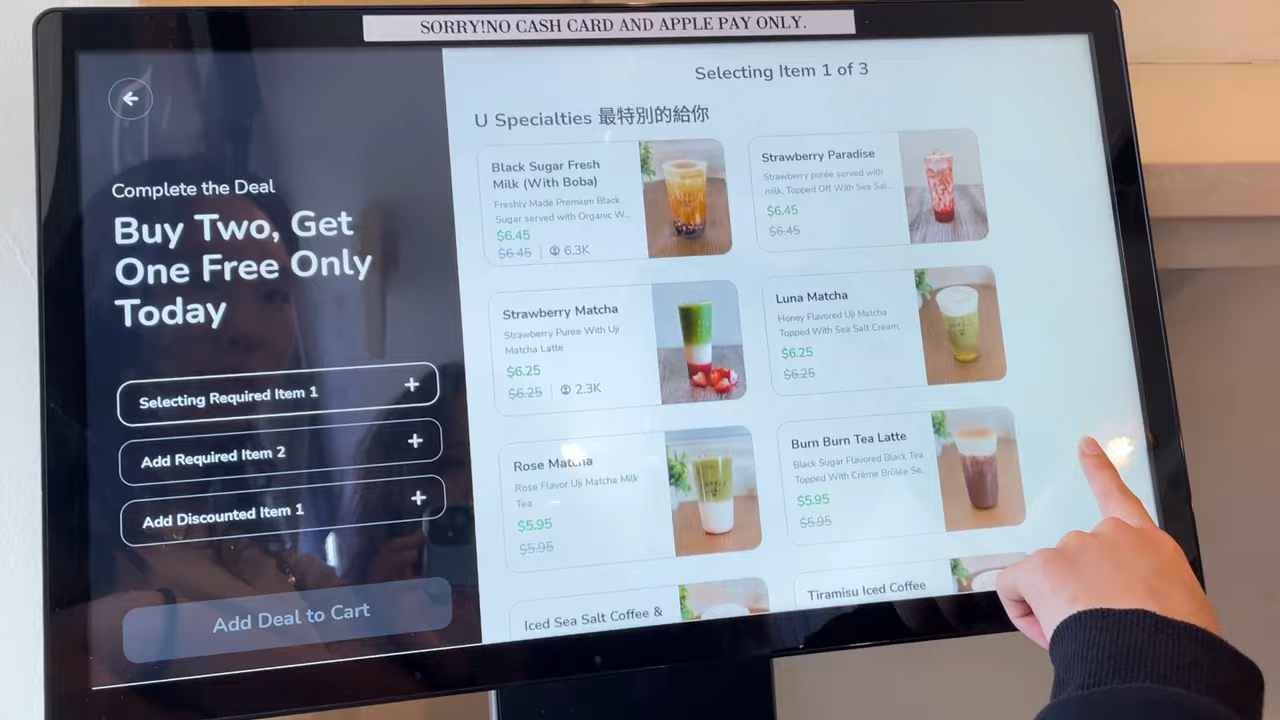 SORRY!NO CASH CARD AND APPLE PAY ONLY.
Complete the Deal
Buy Two, Get
One Free Only
Today
Selecting Required Item 1
Add Required Item 2
Add Discounted Item 1
Add Deal to Cart
Selecting Item 1 of 3
U Specialties 最特別的給你
Black Sugar Fresh
Milk (With Boba)
Freshly Made Premium Black
Sugar served with Organic W...
$6.45
$6.45 6.3K
Strawberry Paradise
Strawberry purée served with
milk, Topped Off With Sea Sal...
$6.45
$6.45
Strawberry Matcha
Strawberry Puree With Uji
Matcha Latte
$6.25
$6.25 2.3K
Luna Matcha
Honey Flavored Uji Matcha
Topped With Sea Salt Cream, ...
$6.25
$6.25
Rose Matcha
Rose Flavor Uji Matcha Milk
Tea
$5.95
$5.95
Burn Burn Tea Latte
Black Sugar Flavored Black Tea
Topped With Crème Brûlée Se...
$5.95
$5.95
Iced Sea Salt Coffee &
Tiramisu Iced Coffee